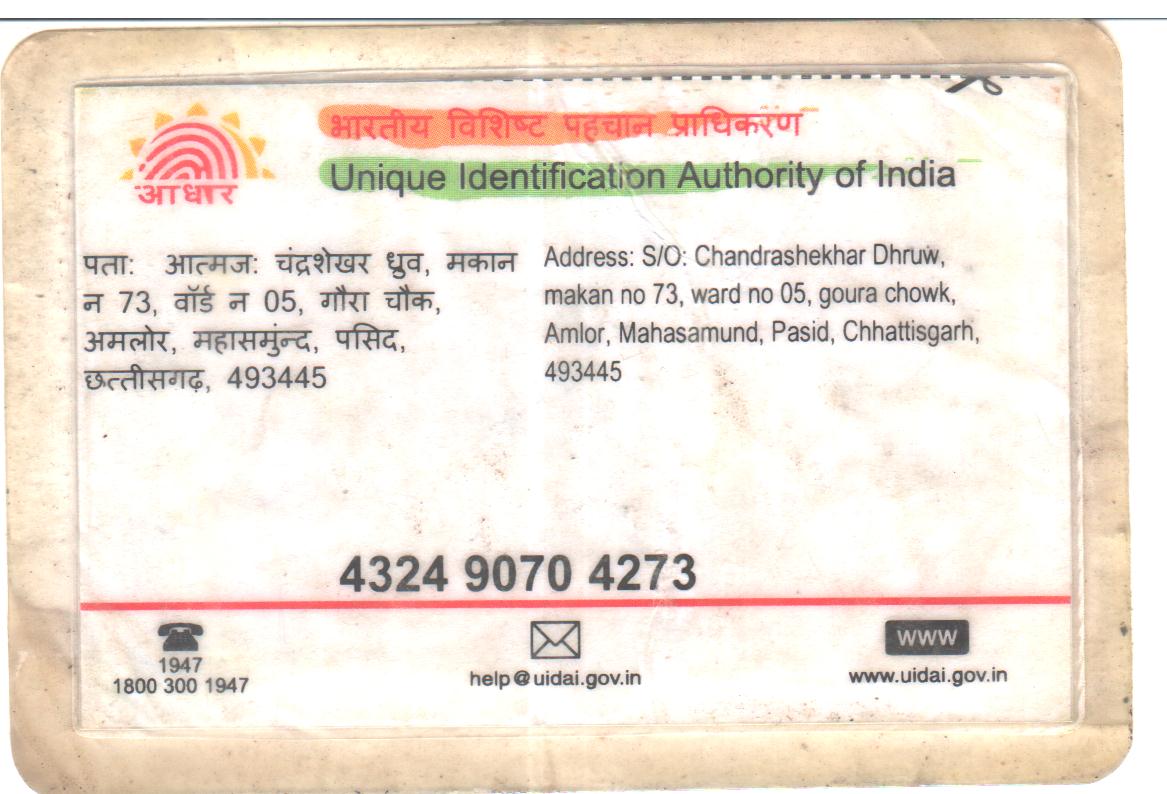 आधार
भारतीय विशिष्ट पहचान प्राधिकरण
Unique Identification Authority of India
पता: आत्मज: चंद्रशेखर ध्रुव, मकान
न 73, वॉर्ड न 05, गौरा चौक,
अमलोर, महासमुंन्द, पसिद,
छत्तीसगढ़, 493445
Address: S/O: Chandrashekhar Dhruw,
makan no 73, ward no 05, goura chowk,
Amlor, Mahasamund, Pasid, Chhattisgarh,
493445
4324 9070 4273
1947
1800 300 1947
help@uidai.gov.in
www
www.uidai.gov.in